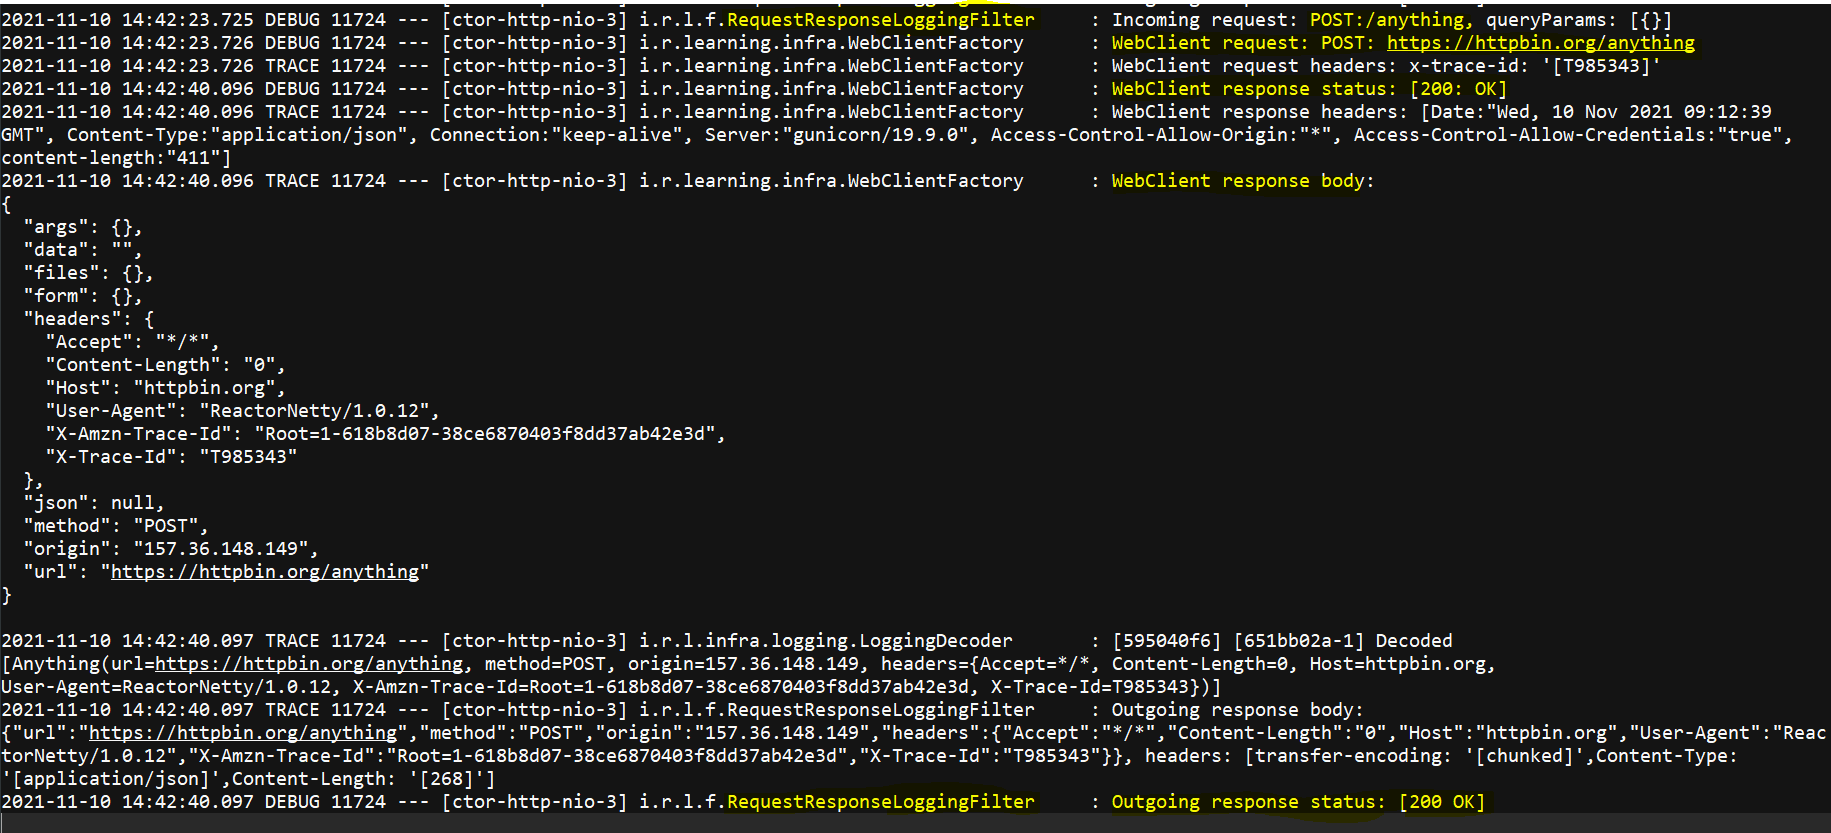 2021-11-10 14:42:23.725 DEBUG 11724 --- [ctor-http-nio-3] i.r.l.f.RequestResponseLoggingFilter     : Incoming request: POST:/anything, queryParams: [{}]
2021-11-10 14:42:23.726 DEBUG 11724 --- [ctor-http-nio-3] i.r.learning.infra.WebClientFactory      : WebClient request: POST: https://httpbin.org/anything
2021-11-10 14:42:23.726 TRACE 11724 --- [ctor-http-nio-3] i.r.learning.infra.WebClientFactory      : WebClient request headers: x-trace-id: '[T985343]'
2021-11-10 14:42:40.096 DEBUG 11724 --- [ctor-http-nio-3] i.r.learning.infra.WebClientFactory      : WebClient response status: [200: OK]
2021-11-10 14:42:40.096 TRACE 11724 --- [ctor-http-nio-3] i.r.learning.infra.WebClientFactory      : WebClient response headers: [Date:"Wed, 10 Nov 2021 09:12:39
GMT", Content-Type:"application/json", Connection:"keep-alive", Server:"gunicorn/19.9.0", Access-Control-Allow-Origin:"*", Access-Control-Allow-Credentials:"true",
content-length:"411"]
2021-11-10 14:42:40.096 TRACE 11724 --- [ctor-http-nio-3] i.r.learning.infra.WebClientFactory      : WebClient response body:
{
  "args": {},
  "data": "",
  "files": {},
  "form": {},
  "headers": {
    "Accept": "*/*",
    "Content-Length": "0",
    "Host": "httpbin.org",
    "User-Agent": "ReactorNetty/1.0.12",
    "X-Amzn-Trace-Id": "Root=1-618b8d07-38ce6870403f8dd37ab42e3d",
    "X-Trace-Id": "T985343"
  },
  "json": null,
  "method": "POST",
  "origin": "157.36.148.149",
  "url": "https://httpbin.org/anything"
}
2021-11-10 14:42:40.097 TRACE 11724 --- [ctor-http-nio-3] i.r.l.infra.logging.LoggingDecoder       : [595040f6] [651bb02a-1] Decoded
[Anything(url=https://httpbin.org/anything, method=POST, origin=157.36.148.149, headers={Accept=*/*, Content-Length=0, Host=httpbin.org,
User-Agent=ReactorNetty/1.0.12, X-Amzn-Trace-Id=Root=1-618b8d07-38ce6870403f8dd37ab42e3d, X-Trace-Id=T985343})]
2021-11-10 14:42:40.097 TRACE 11724 --- [ctor-http-nio-3] i.r.l.f.RequestResponseLoggingFilter     : Outgoing response body:
{"url":"https://httpbin.org/anything","method":"POST","origin":"157.36.148.149","headers":{"Accept":"*/*","Content-Length":"0","Host":"httpbin.org","User-Agent":"Reac
torNetty/1.0.12","X-Amzn-Trace-Id":"Root=1-618b8d07-38ce6870403f8dd37ab42e3d","X-Trace-Id":"T985343"}}, headers: [transfer-encoding: '[chunked]',Content-Type:
'[application/json]',Content-Length: '[268]']
2021-11-10 14:42:40.097 DEBUG 11724 --- [ctor-http-nio-3] i.r.l.f.RequestResponseLoggingFilter     : Outgoing response status: [200 OK]